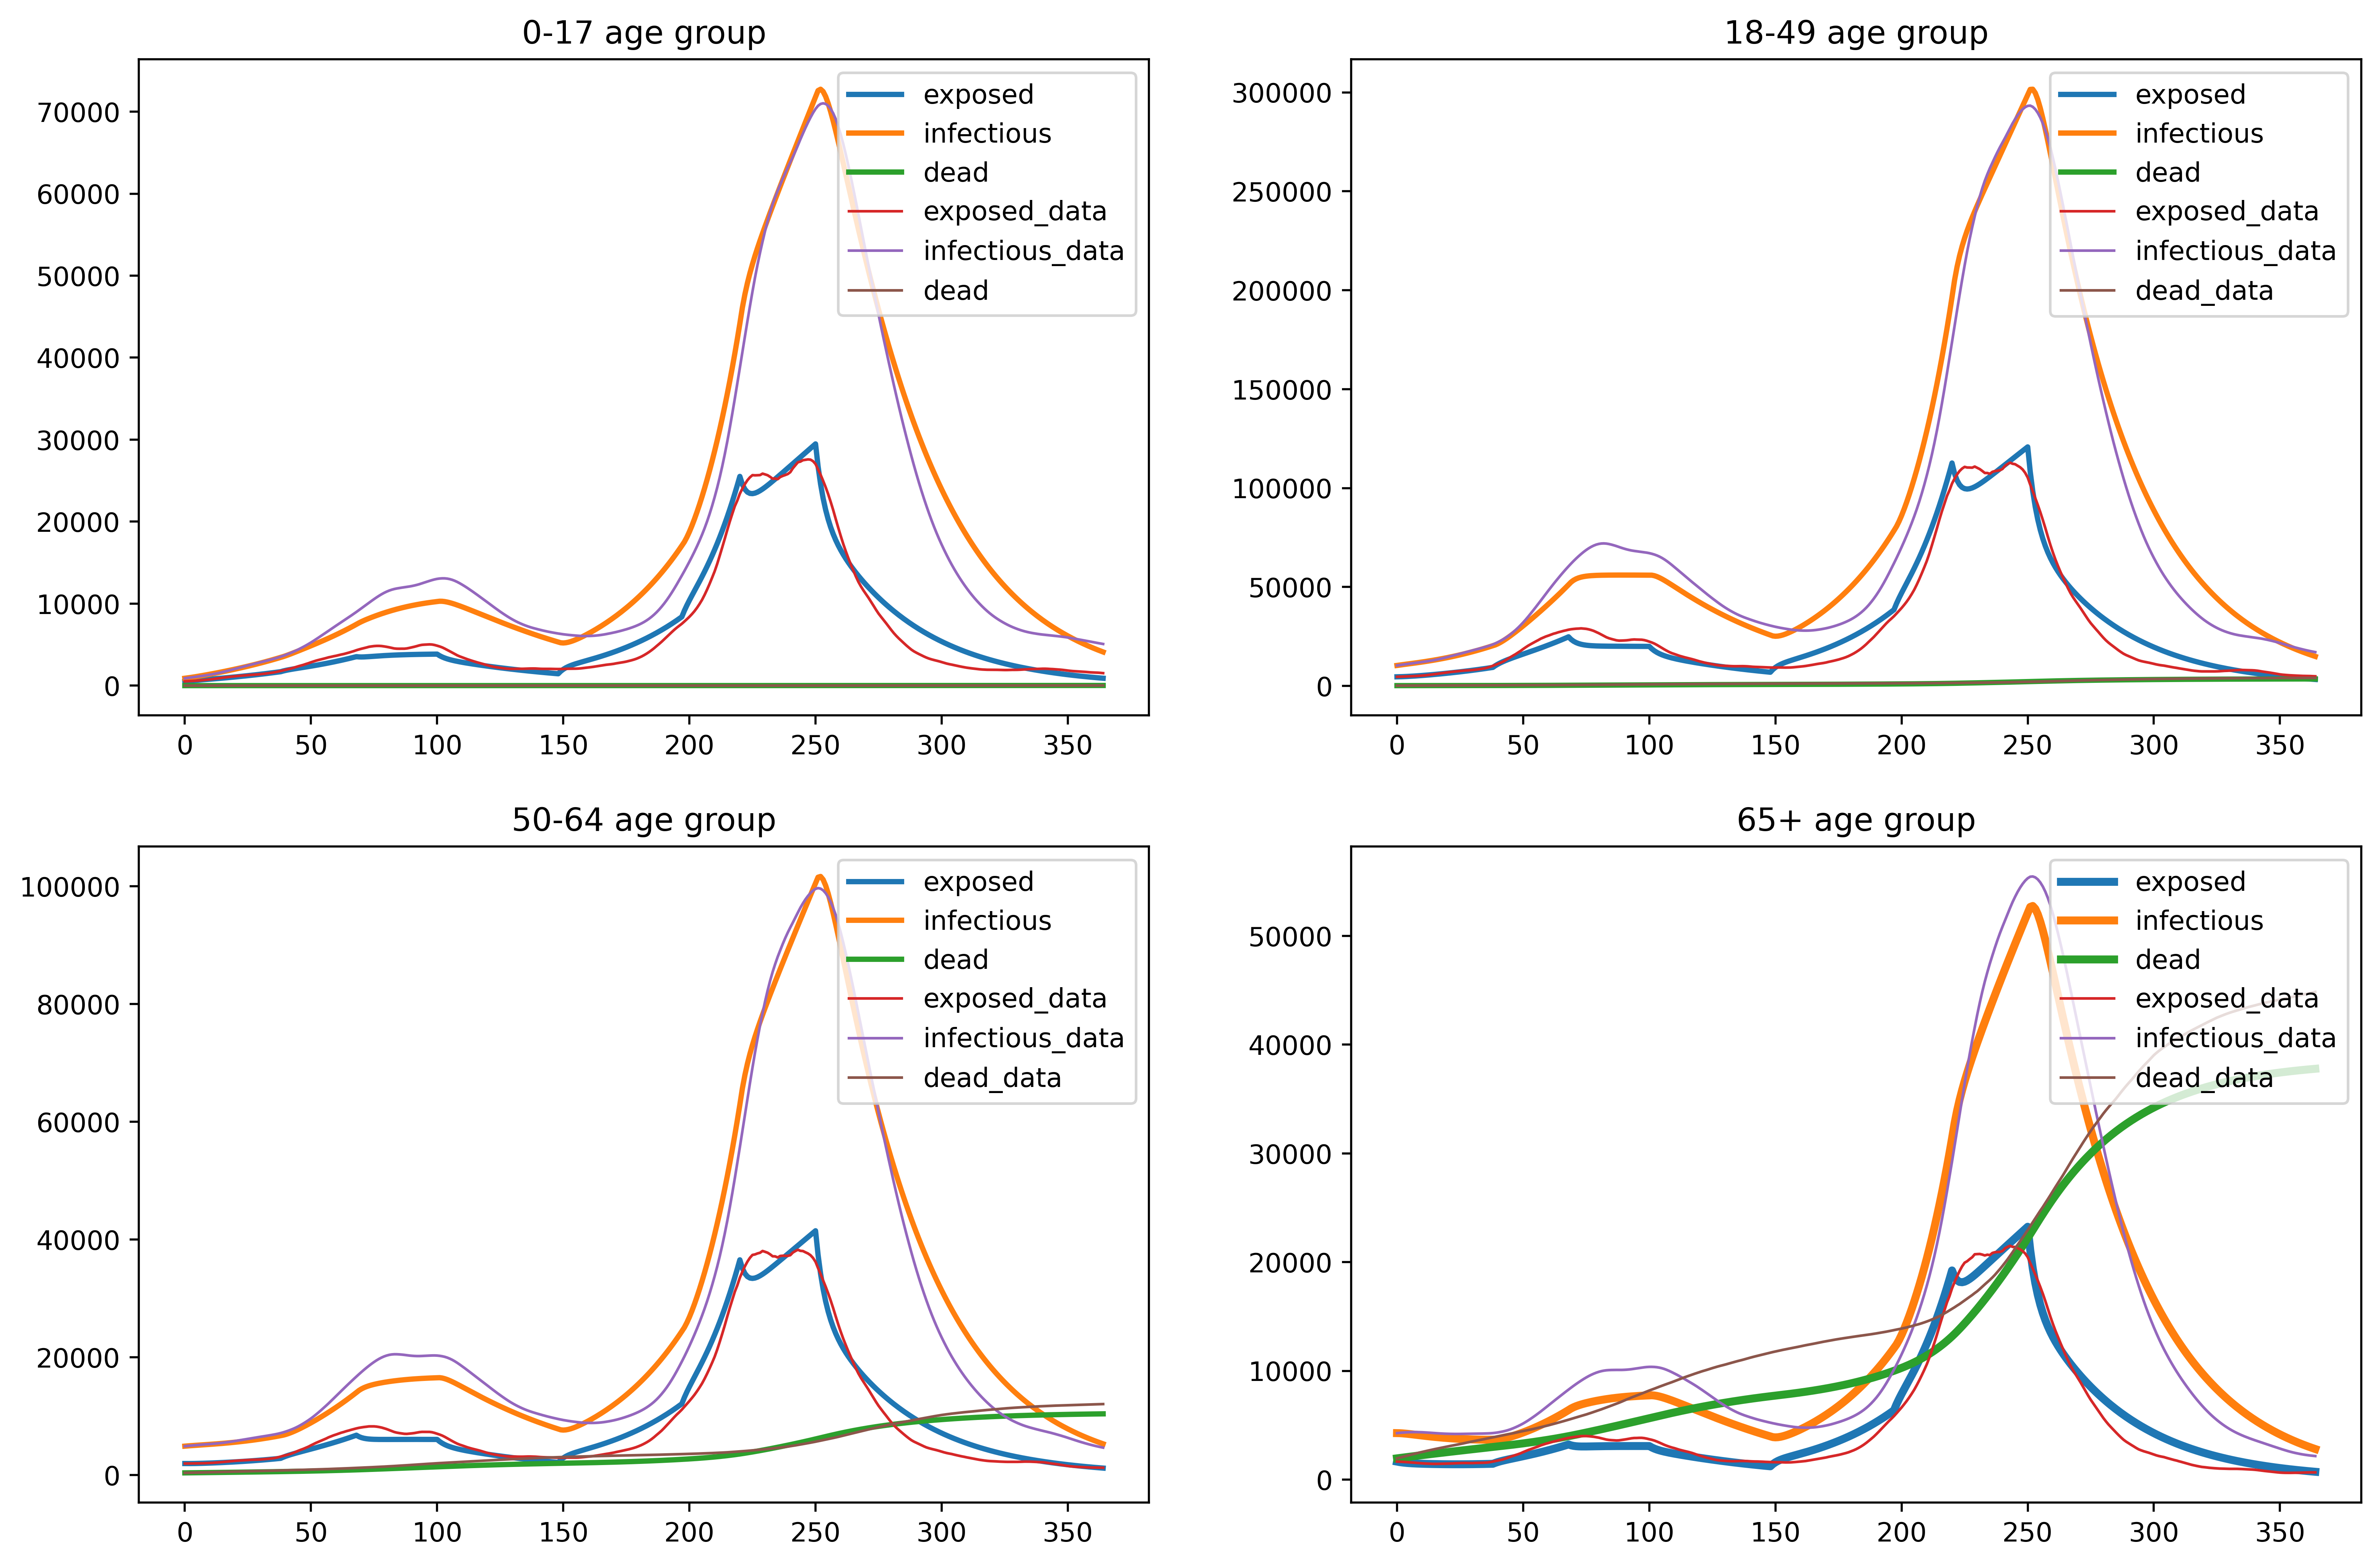 0-17 age group
70000
60000
50000
40000
30000
20000
10000
0
0 50 100 150 200 250 300 350
exposed
infectious
dead
exposed_data
infectious_data
dead
18-49 age group
300000
250000
200000
150000
100000
50000
0
0 50 100 150 200 250 300 350
exposed
infectious
dead
exposed_data
infectious_data
dead_data
50-64 age group
100000
80000
60000
40000
20000
0
0 50 100 150 200 250 300 350
exposed
infectious
dead
exposed_data
infectious_data
dead_data
65+ age group
50000
40000
30000
20000
10000
0
0 50 100 150 200 250 300 350
exposed
infectious
dead
exposed_data
infectious_data
dead_data